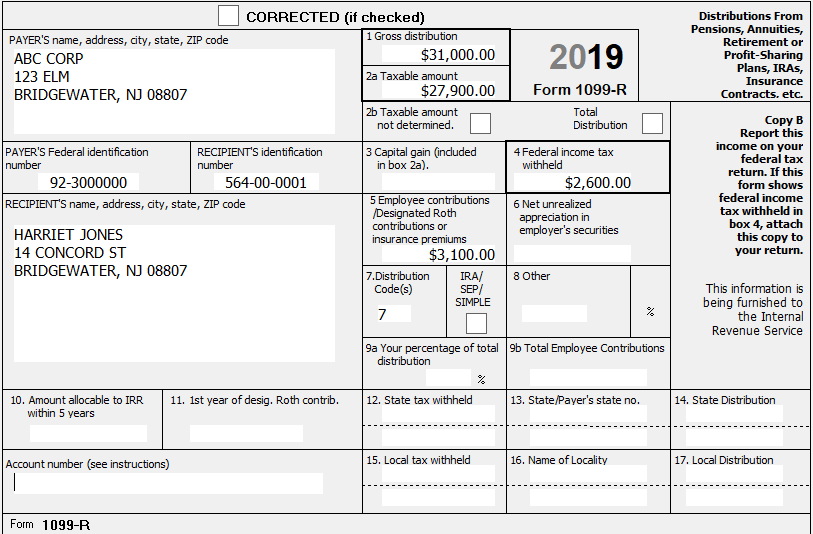 CORRECTED (if checked)
PAYER'S name, address, city, state, ZIP code
ABC CORP
123 ELM
BRIDGEWATER, NJ 08807
1 Gross distribution
$31,000.00
2a Taxable amount
$27,900.00
2019
Form 1099-R
Distributions From
Pensions, Annuities,
Retirement or
Profit-Sharing
Plans, IRAs,
Insurance
Contracts. etc.
2b Taxable amount
not determined.
Total
Distribution
Copy B
Report this
income on your
federal tax
return. If this
form shows
federal income
tax withheld in
box 4, attach
this copy to
your return.
This information is
being furnished to
the Internal
Revenue Service
PAYER'S Federal identification
number
92-3000000
RECIPIENT'S identification
number
564-00-0001
3 Capital gain (included
in box 2a).
4 Federal income tax
withheld
$2,600.00
RECIPIENT'S name, address, city, state, ZIP code
HARRIET JONES
14 CONCORD ST
BRIDGEWATER, NJ 08807
5 Employee contributions
/Designated Roth
contributions or
insurance premiums
$3,100.00
6 Net unrealized
appreciation in
employer's securities
7.Distribution
Code(s)
7
IRA/
SEP/
SIMPLE
8 Other
%
9a Your percentage of total
distribution
%
9b Total Employee Contributions
10. Amount allocable to IRR
within 5 years
11. 1st year of desig. Roth contrib.
12. State tax withheld
13. State/Payer's state no.
14. State Distribution
Account number (see instructions)
15. Local tax withheld
16. Name of Locality
17. Local Distribution
Form 1099-R